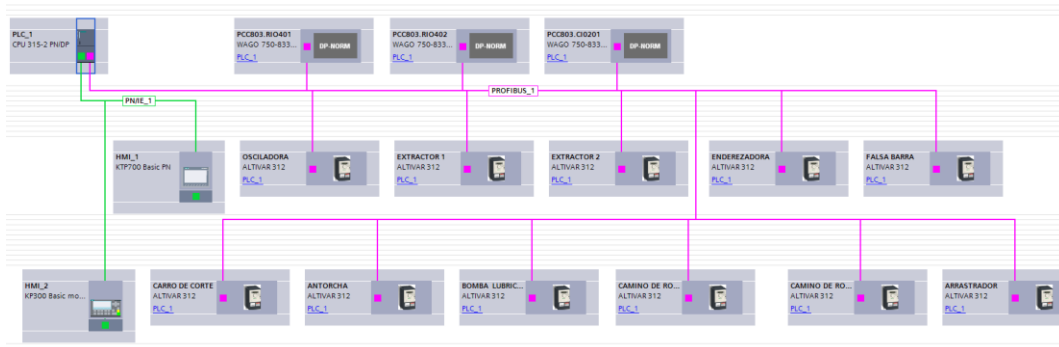 PLC_1
CPU 315-2 PN/DP
PCC803.RIO401
WAGO 750-833...
PLC_1
DP-NORM
PCC803.RIO402
WAGO 750-833...
PLC_1
DP-NORM
PCC803.CI0201
WAGO 750-833...
PLC_1
DP-NORM
PROFIBUS_1
PN/IE_1
HMI_1
KTP700 Basic PN
OSCILADORA
ALTIVAR 312
PLC_1
EXTRACTOR 1
ALTIVAR 312
PLC_1
EXTRACTOR 2
ALTIVAR 312
PLC_1
ENDEREZADORA
ALTIVAR 312
PLC_1
FALSA BARRA
ALTIVAR 312
PLC_1
HMI_2
KP300 Basic mo...
CARRO DE CORTE
ALTIVAR 312
PLC_1
ANTORCHA
ALTIVAR 312
PLC_1
BOMBA LUBRIC...
ALTIVAR 312
PLC_1
CAMINO DE RO...
ALTIVAR 312
PLC_1
CAMINO DE RO...
ALTIVAR 312
PLC_1
ARRASTRADOR
ALTIVAR 312
PLC_1